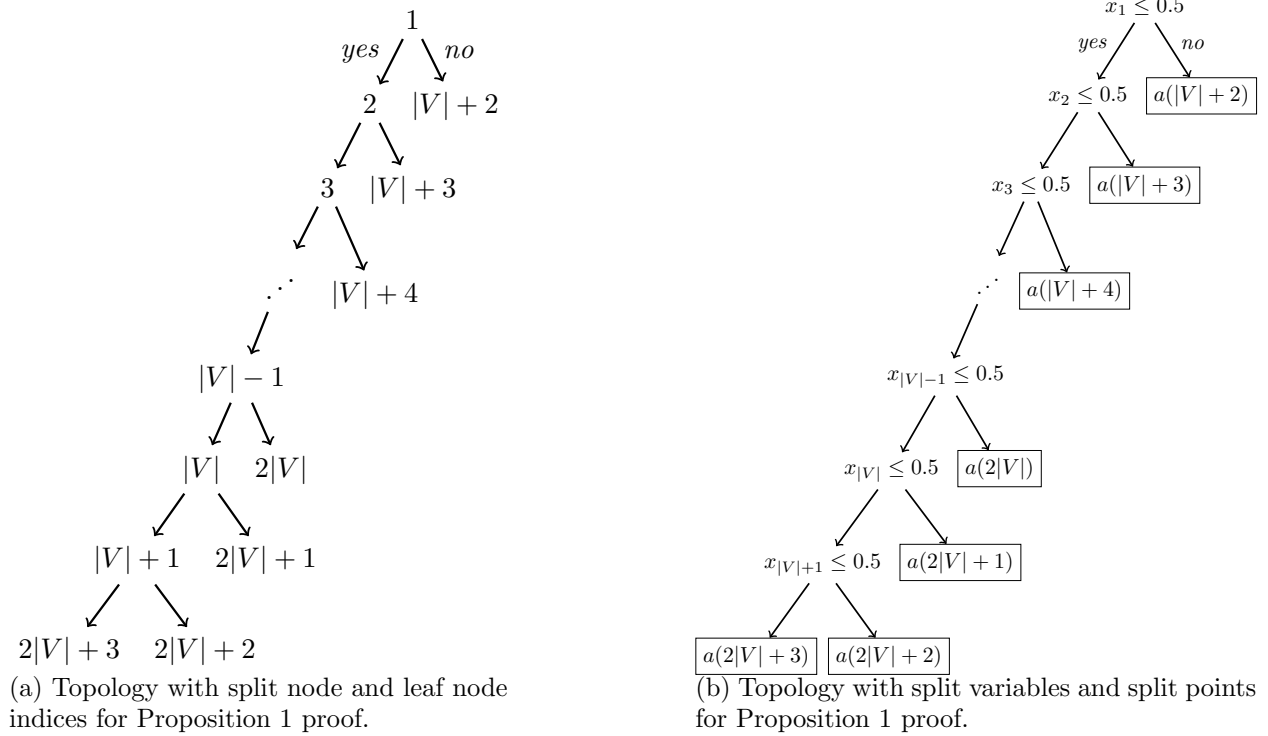 1
yes no
2 |V| + 2
3 |V| + 3
⋰ |V| + 4
|V| − 1
|V| 2|V|
|V| + 1 2|V| + 1
2|V| + 3 2|V| + 2
(a) Topology with split node and leaf node
indices for Proposition 1 proof.
x₁ ≤ 0.5
yes no
x₂ ≤ 0.5 a(|V| + 2)
x₃ ≤ 0.5 a(|V| + 3)
⋰ a(|V| + 4)
x_{|V|−1} ≤ 0.5
x_{|V|} ≤ 0.5 a(2|V|)
x_{|V|+1} ≤ 0.5 a(2|V| + 1)
a(2|V| + 3) a(2|V| + 2)
(b) Topology with split variables and split points
for Proposition 1 proof.